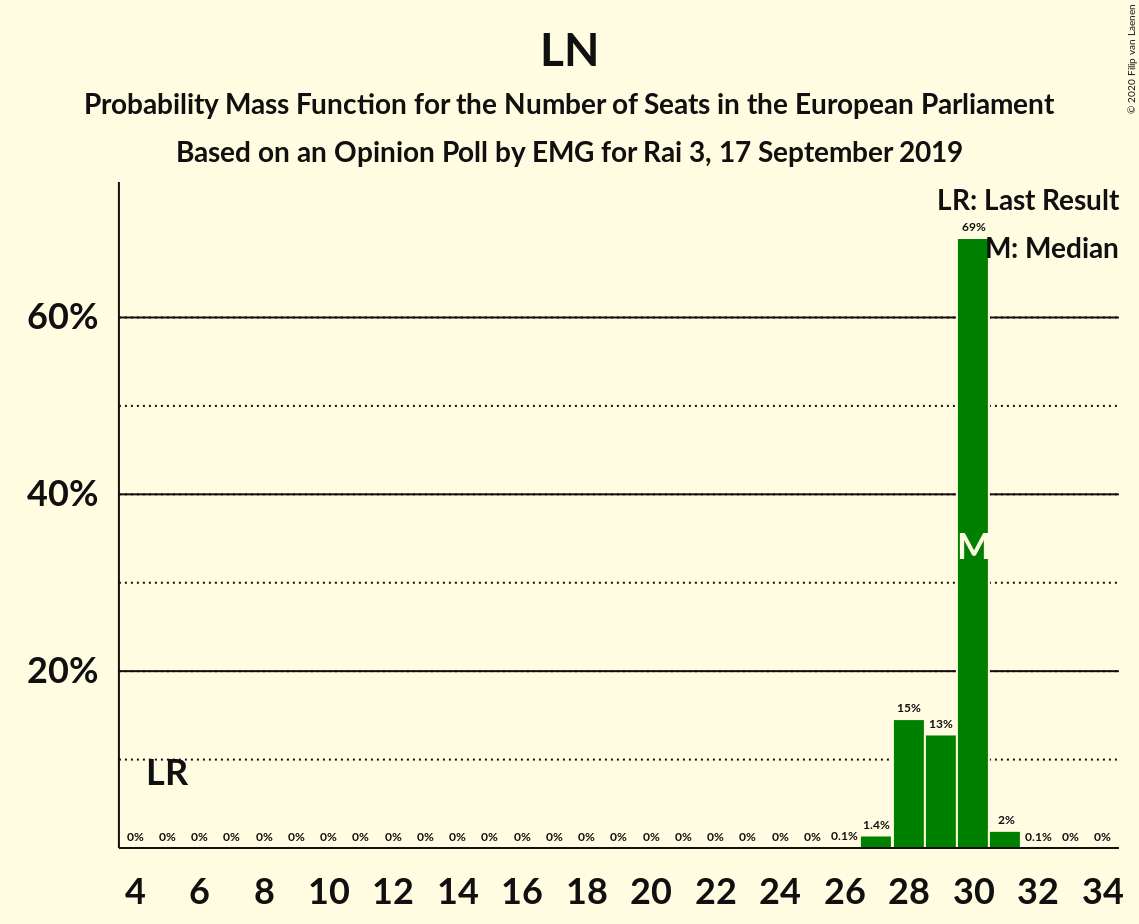 LN
Probability Mass Function for the Number of Seats in the European Parliament
Based on an Opinion Poll by EMG for Rai 3, 17 September 2019
© 2020 Filip van Laenen
LR: Last Result
M: Median
69%
60%
40%
M
20%
15%
13%
LR
0% 0% 0% 0% 0% 0% 0% 0% 0% 0% 0% 0% 0% 0% 0% 0% 0% 0% 0% 0% 0% 0% 0.1% 1.4% 2% 0.1% 0% 0%
4 6 8 10 12 14 16 18 20 22 24 26 28 30 32 34